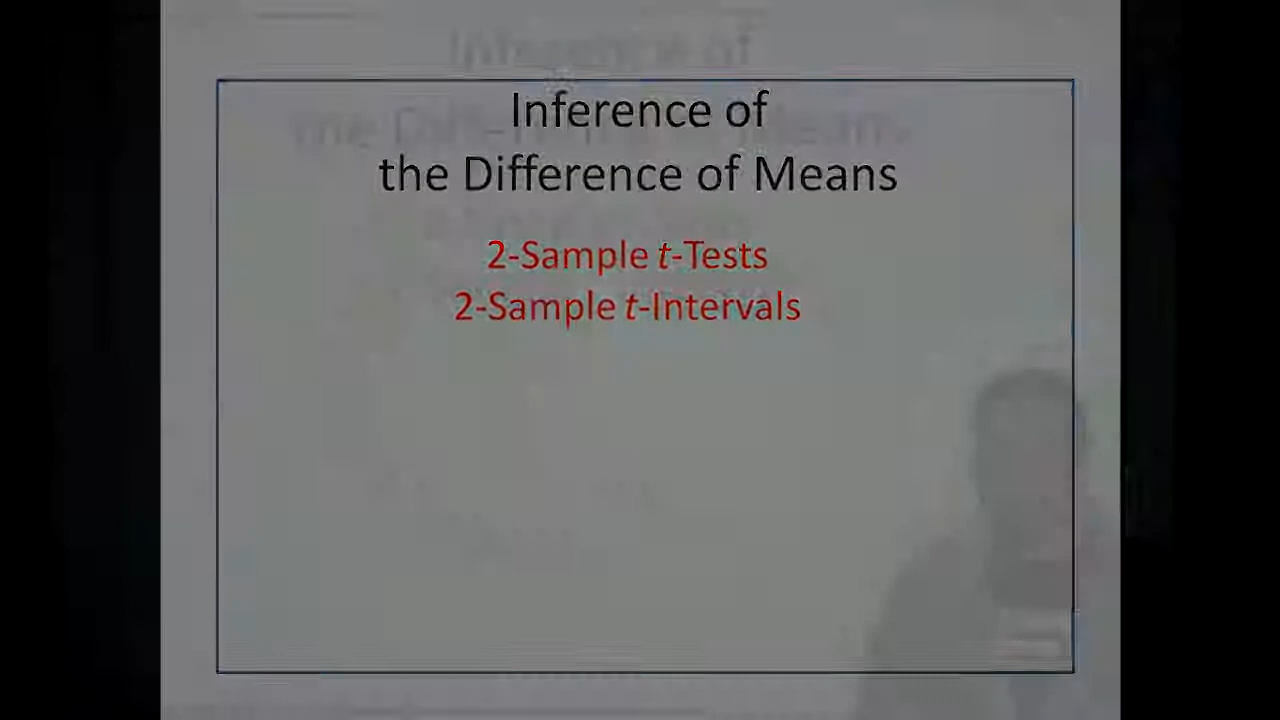 Inference of
the Difference of Means
2-Sample t-Tests
2-Sample t-Intervals